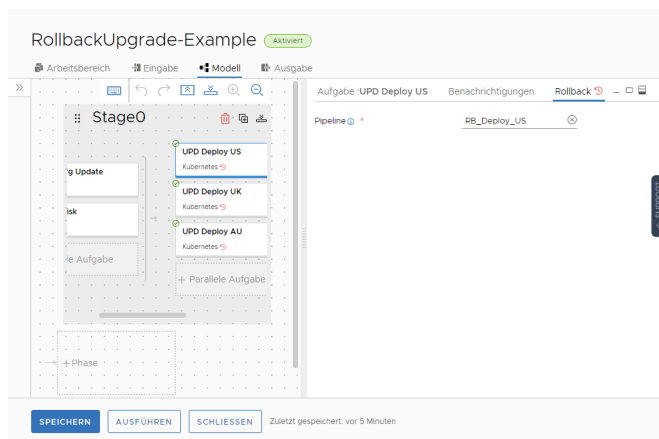 RollbackUpgrade-Example Aktiviert
Arbeitsbereich Eingabe Modell Ausgabe
Aufgabe :UPD Deploy US Benachrichtigungen Rollback
Stage0
Pipeline * RB_Deploy_US
UPD Deploy US
Kubernetes
'g Update
UPD Deploy UK
Kubernetes
isk
UPD Deploy AU
Kubernetes
ie Aufgabe
+ Parallele Aufgabe
+ Phase
SUPPORT
SPEICHERN AUSFÜHREN SCHLIESSEN Zuletzt gespeichert: vor 5 Minuten